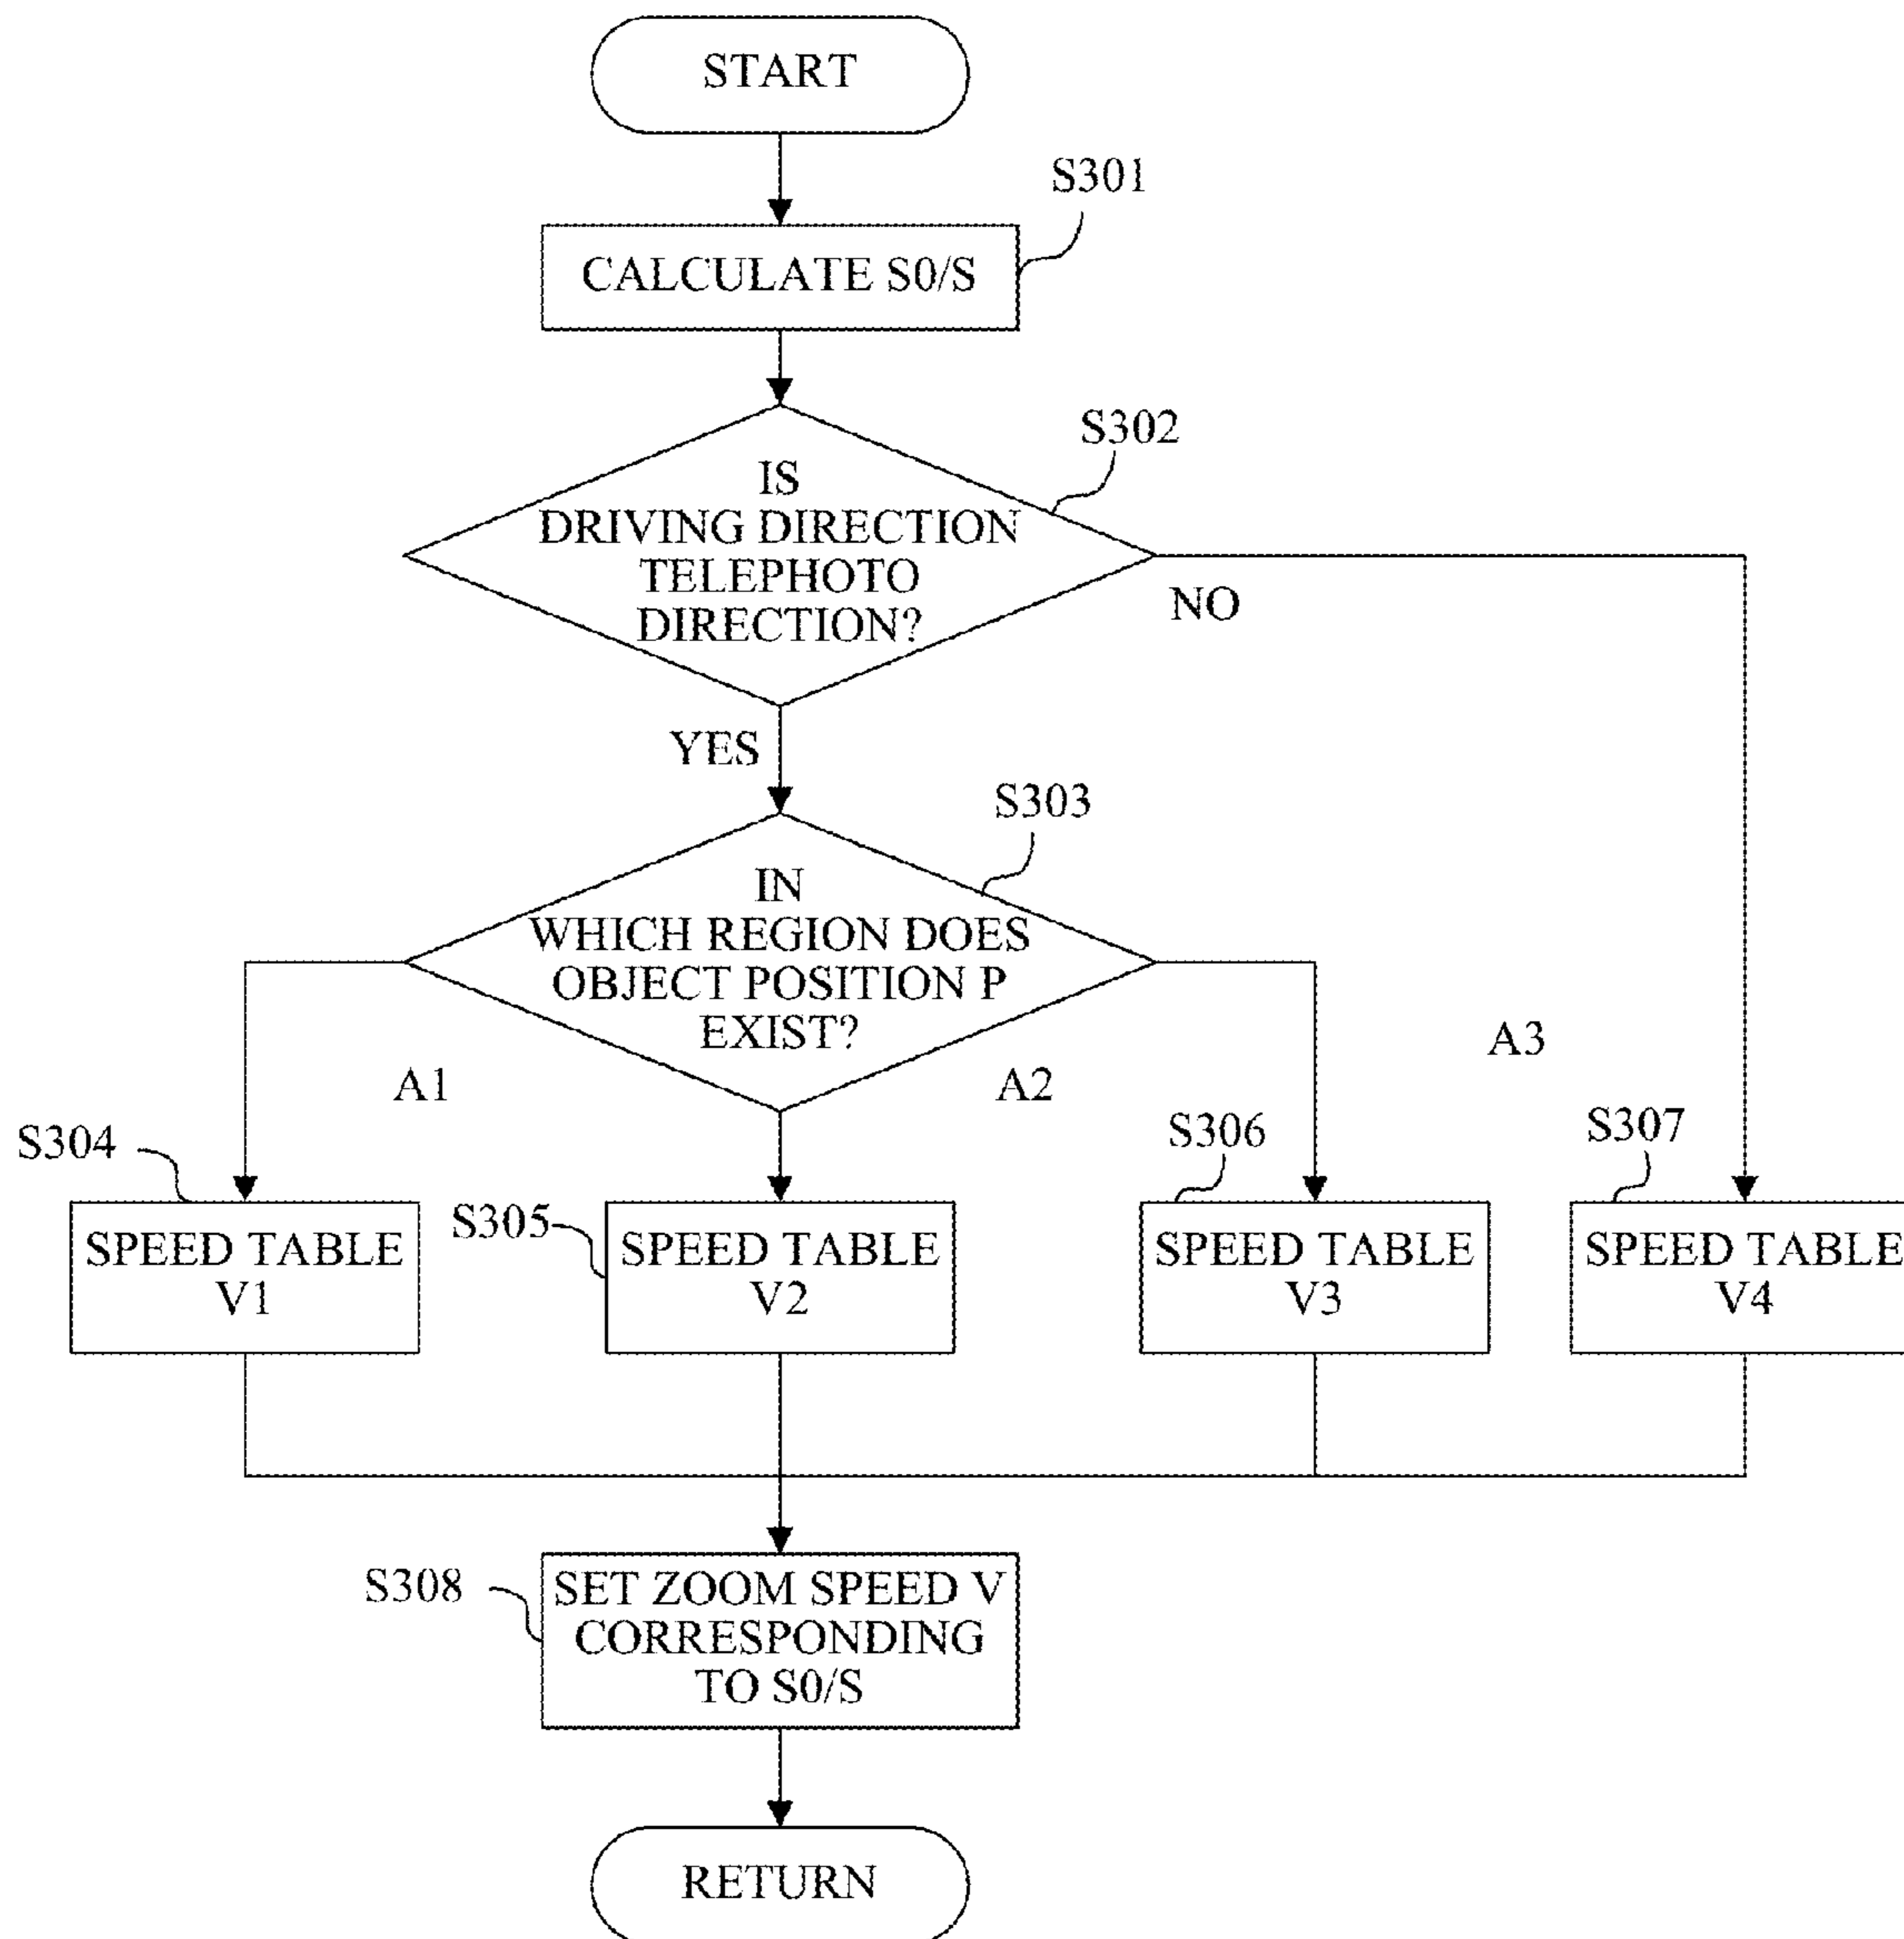 START
S301
CALCULATE S0/S
S302
IS
DRIVING DIRECTION
TELEPHOTO
DIRECTION?
NO
YES
S303
IN
WHICH REGION DOES
OBJECT POSITION P
EXIST?
A1
A2
A3
S304
SPEED TABLE
V1
S305
SPEED TABLE
V2
S306
SPEED TABLE
V3
S307
SPEED TABLE
V4
S308
SET ZOOM SPEED V
CORRESPONDING
TO S0/S
RETURN